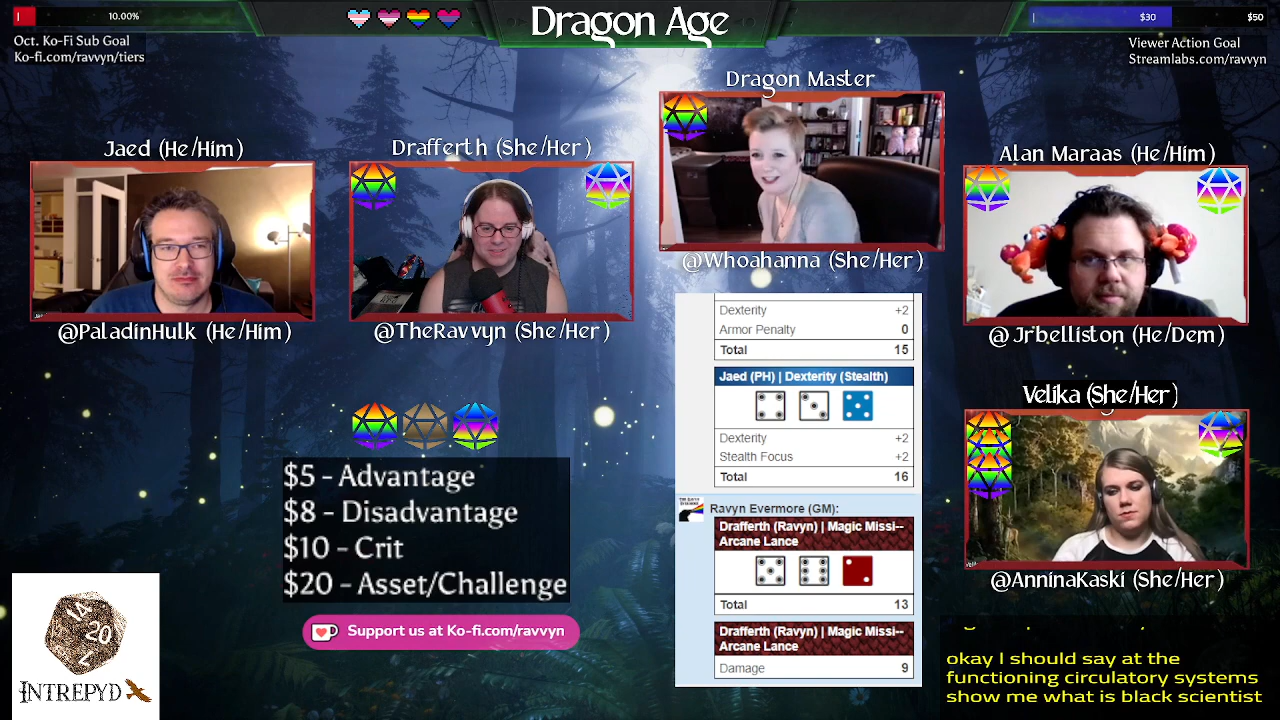 10.00%
Oct. Ko-Fi Sub Goal
Ko-fi.com/ravvyn/tiers
Dragon Age
$30
$50
Viewer Action Goal
Streamlabs.com/ravvyn
Dragon Master
@Whoahanna (She/Her)
Jaed (He/Him)
@PaladinHulk (He/Him)
Drafferth (She/Her)
@TheRavvyn (She/Her)
Alan Maraas (He/Him)
@Jrbelliston (He/Dem)
Velika (She/Her)
@AnninaKaski (She/Her)
Dexterity +2
Armor Penalty 0
Total 15
Jaed (PH) | Dexterity (Stealth)
Dexterity +2
Stealth Focus +2
Total 16
Ravyn Evermore (GM):
Drafferth (Ravyn) | Magic Missi--
Arcane Lance
Total 13
Drafferth (Ravyn) | Magic Missi--
Arcane Lance
Damage 9
$5 - Advantage
$8 - Disadvantage
$10 - Crit
$20 - Asset/Challenge
Support us at Ko-fi.com/ravvyn
20
INTREPYD
okay I should say at the
functioning circulatory systems
show me what is black scientist